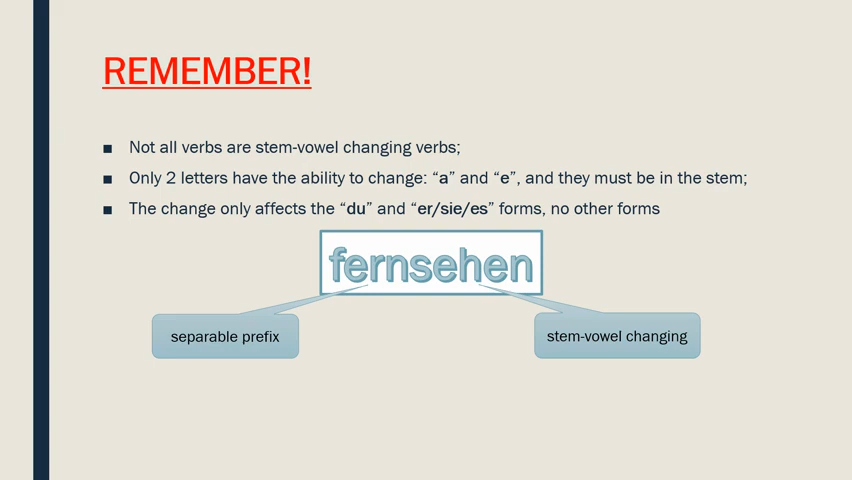 REMEMBER!
■ Not all verbs are stem-vowel changing verbs;
■ Only 2 letters have the ability to change: “a” and “e”, and they must be in the stem;
■ The change only affects the “du” and “er/sie/es” forms, no other forms
fernsehen
separable prefix
stem-vowel changing